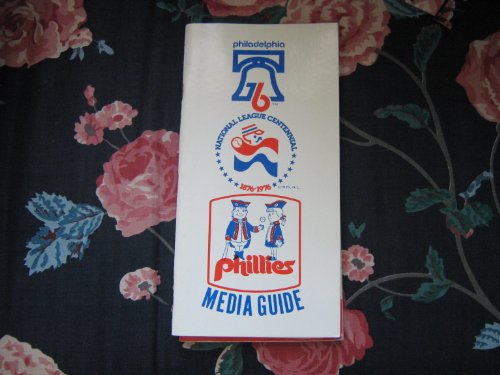 philadelphia
76
NATIONAL LEAGUE CENTENNIAL
1876-1976
phillies
MEDIA GUIDE